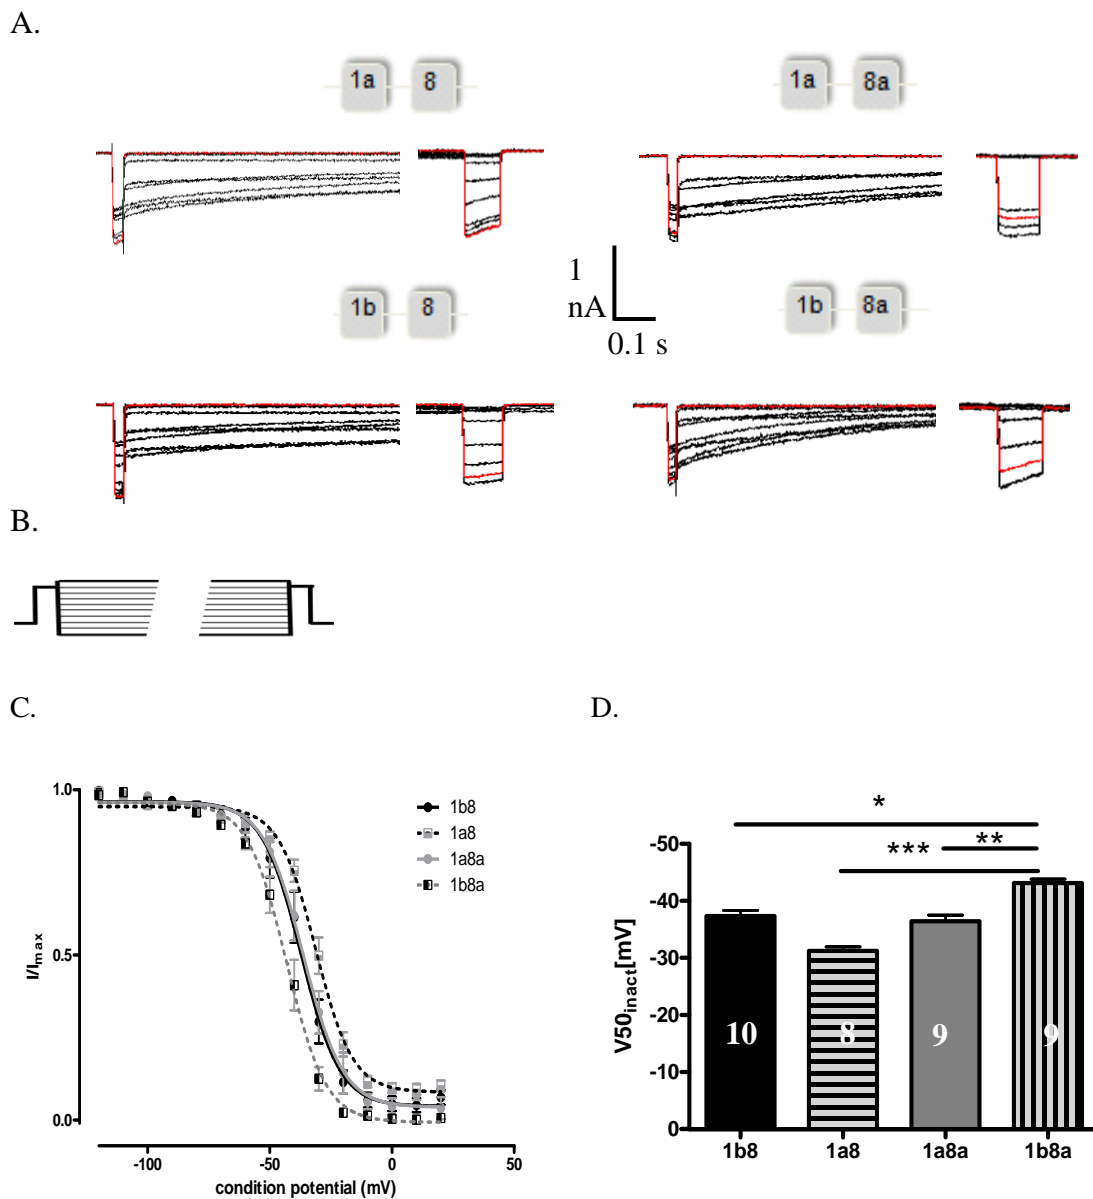 A.
1a 8
1a 8a
1b 8
1b 8a
1
nA
0.1 s
B.
C.
D.
I/Imax
1.0
0.5
0.0
-100 -50 0 50
condition potential (mV)
1b8
1a8
1a8a
1b8a
V50inact[mV]
-50
-40
-30
-20
-10
0
*
**
***
10 8 9 9
1b8 1a8 1a8a 1b8a